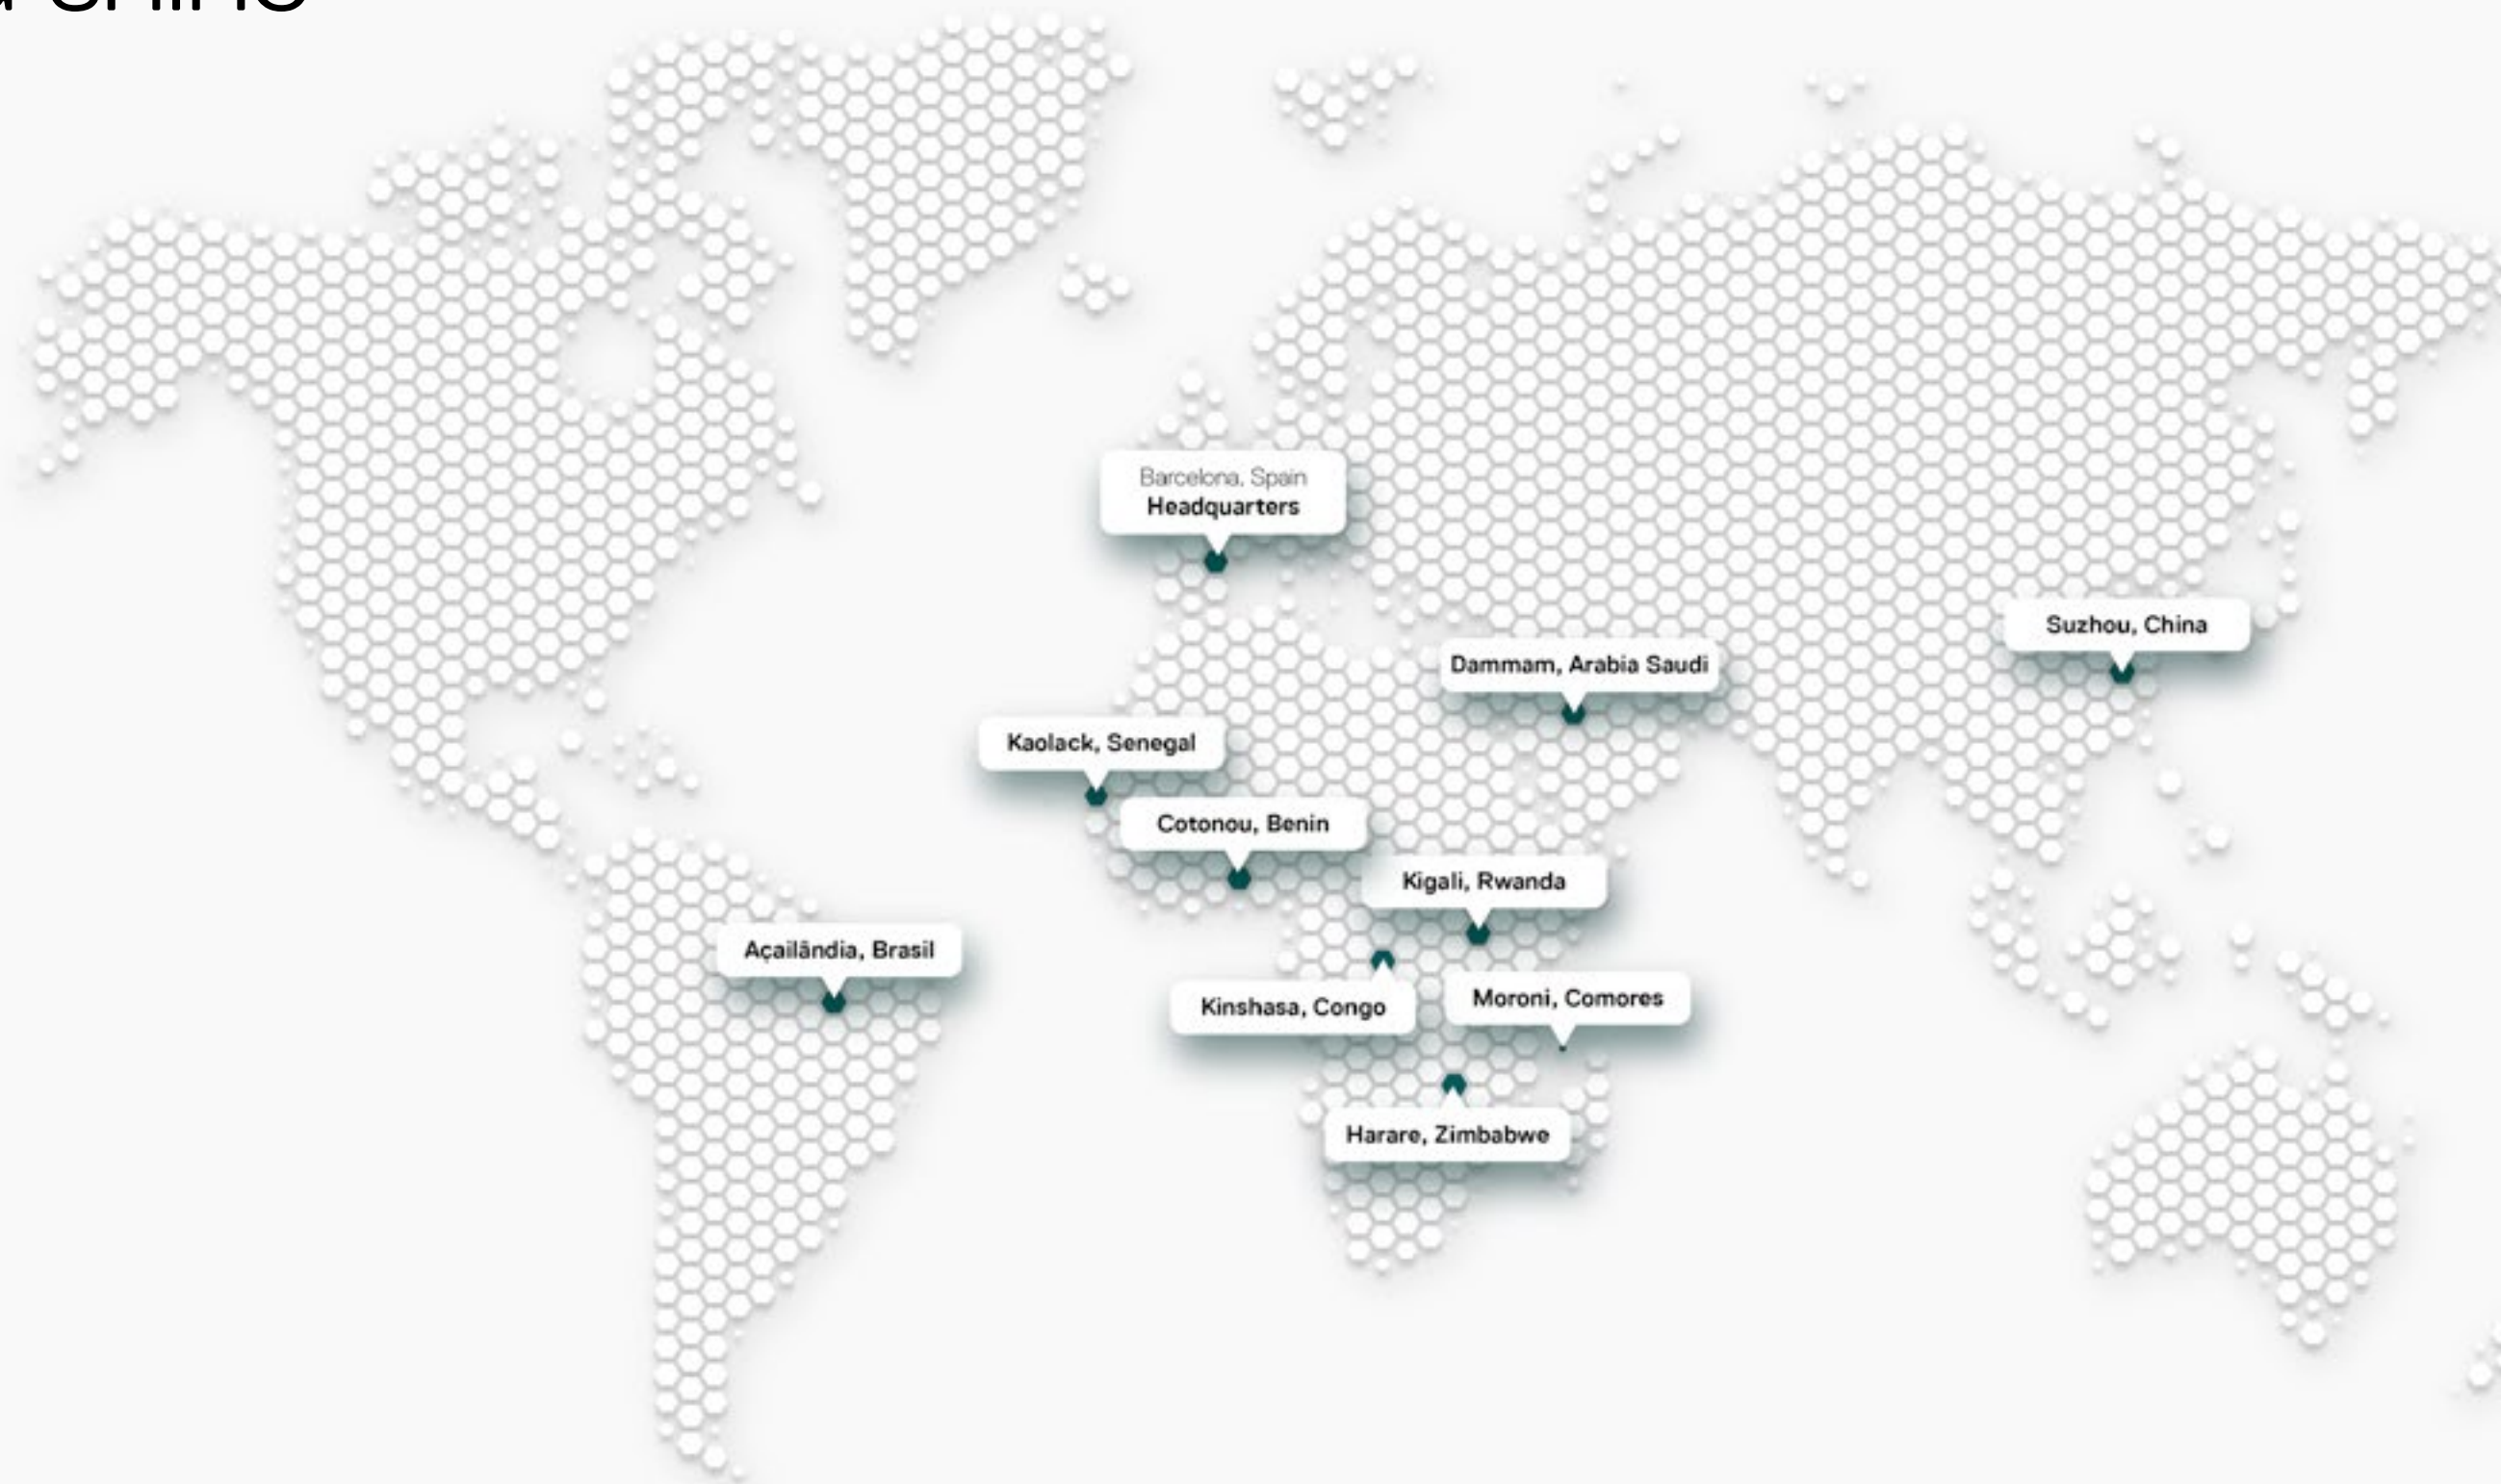 Barcelona, Spain
Headquarters
Suzhou, China
Dammam, Arabia Saudi
Kaolack, Senegal
Cotonou, Benin
Kigali, Rwanda
Açailândia, Brasil
Kinshasa, Congo
Moroni, Comores
Harare, Zimbabwe